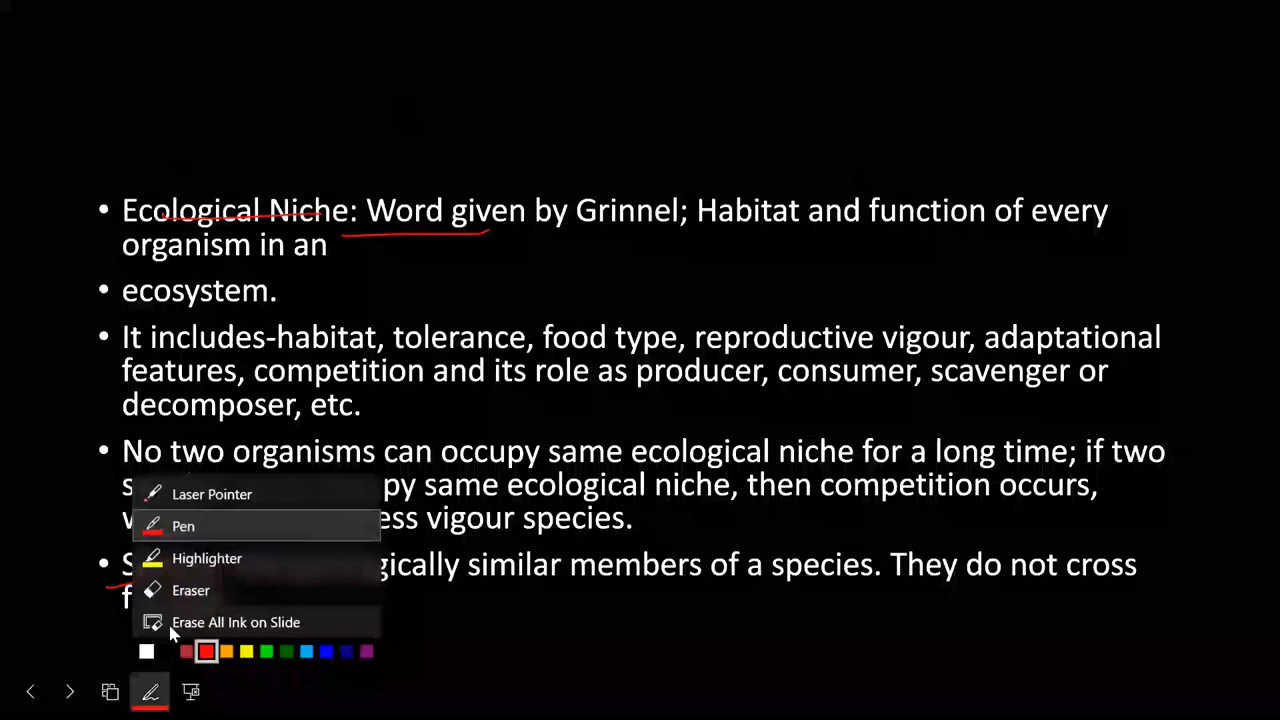 • Ecological Niche: Word given by Grinnel; Habitat and function of every
organism in an
• ecosystem.
• It includes-habitat, tolerance, food type, reproductive vigour, adaptational
features, competition and its role as producer, consumer, scavenger or
decomposer, etc.
• No two organisms can occupy same ecological niche for a long time; if two
same ecological niche, then competition occurs,
vigour species.
• similar members of a species. They do not cross
Laser Pointer
Pen
Highlighter
Eraser
Erase All Ink on Slide